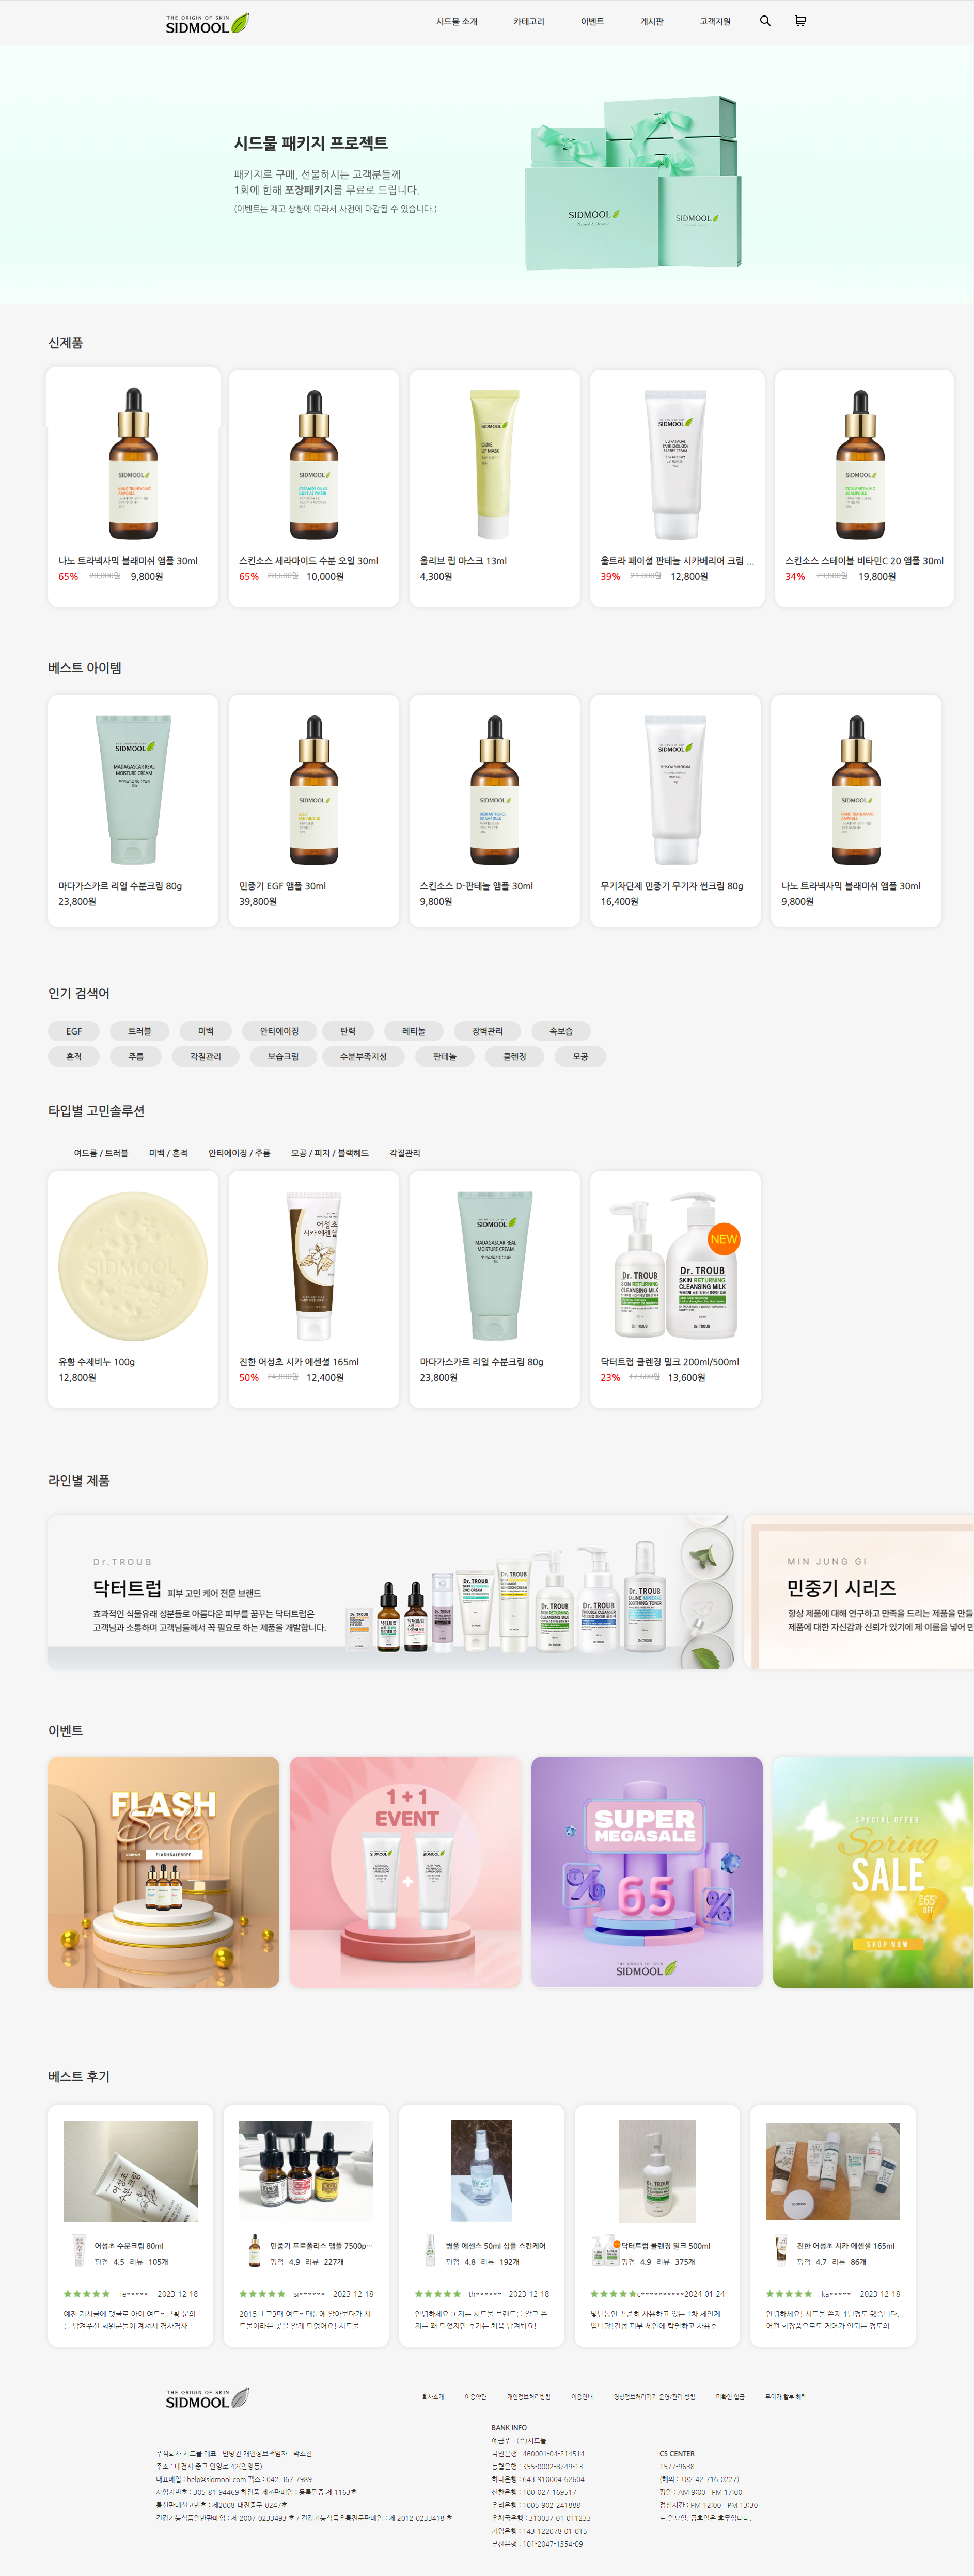 THE ORIGIN OF SKIN
SIDMOOL
시드물 소개 카테고리 이벤트 게시판 고객지원
시드물 패키지 프로젝트
패키지로 구매, 선물하시는 고객분들께
1회에 한해 포장패키지를 무료로 드립니다.
(이벤트는 재고 상황에 따라서 사전에 마감될 수 있습니다.)
SIDMOOL
SIDMOOL
신제품
나노 트라넥사믹 블래미쉬 앰플 30ml
65% 28,000원 9,800원
스킨소스 세라마이드 수분 오일 30ml
65% 28,600원 10,000원
올리브 립 마스크 13ml
4,300원
울트라 페이셜 판테놀 시카베리어 크림 ...
39% 21,000원 12,800원
스킨소스 스테이블 비타민C 20 앰플 30ml
34% 29,800원 19,800원
베스트 아이템
마다가스카르 리얼 수분크림 80g
23,800원
민중기 EGF 앰플 30ml
39,800원
스킨소스 D-판테놀 앰플 30ml
9,800원
무기차단제 민중기 무기자 썬크림 80g
16,400원
나노 트라넥사믹 블래미쉬 앰플 30ml
9,800원
인기 검색어
EGF 트러블 미백 안티에이징 탄력 레티놀 장벽관리 속보습
흔적 주름 각질관리 보습크림 수분부족지성 판테놀 클렌징 모공
타입별 고민솔루션
여드름 / 트러블 미백 / 흔적 안티에이징 / 주름 모공 / 피지 / 블랙헤드 각질관리
NEW
유황 수제비누 100g
12,800원
진한 어성초 시카 에센셜 165ml
50% 24,800원 12,400원
마다가스카르 리얼 수분크림 80g
23,800원
닥터트럽 클렌징 밀크 200ml/500ml
23% 17,600원 13,600원
라인별 제품
Dr.TROUB
닥터트럽 피부 고민 케어 전문 브랜드
효과적인 식물유래 성분들로 아름다운 피부를 꿈꾸는 닥터트럽은
고객님과 소통하며 고객님들께서 꼭 필요로 하는 제품을 개발합니다.
MIN JUNG GI
민중기 시리즈
항상 제품에 대해 연구하고 만족을 드리는 제품을 만들
제품에 대한 자신감과 신뢰가 있기에 제 이름을 넣어 만
이벤트
FLASH
Sale
COUPON FLASHSALESOFF
1 + 1
EVENT
SUPER
MEGASALE
65 %
THE ORIGIN OF SKIN
SIDMOOL
SPECIAL OFFER
Spring
SALE
65%
OFF
SHOP NOW
베스트 후기
어성초 수분크림 80ml
평점 4.5 리뷰 105개
fe***** 2023-12-18
여전 게시글에 댓글로 아이 여드* 근황 문의
를 남겨주신 회원분들이 계셔서 겸사겸사 ...
민중기 프로폴리스 앰플 7500p...
평점 4.9 리뷰 227개
si****** 2023-12-18
2015년 고3때 여드* 때문에 알아보다가 시
드물이라는 곳을 알게 되었어요! 시드물 ...
병풀 에센스 50ml 심플 스킨케어
평점 4.8 리뷰 192개
th****** 2023-12-18
안녕하세요 :) 저는 시드물 브랜드를 알고 쓴
지는 꽤 되었지만 후기는 처음 남겨봐요! ...
닥터트럽 클렌징 밀크 500ml
평점 4.9 리뷰 375개
c********** 2024-01-24
몇년동안 꾸준히 사용하고 있는 1차 세안제
입니당!건성 피부 세안에 탁월하고 사용후...
진한 어성초 시카 에센셜 165ml
평점 4.7 리뷰 86개
ka***** 2023-12-18
안녕하세요! 시드물 쓴지 1년정도 됐습니다.
어떤 화장품으로도 케어가 안되는 정도의 ...
THE ORIGIN OF SKIN
SIDMOOL
회사소개 이용약관 개인정보처리방침 이용안내 영상정보처리기기 운영/관리 방침 미확인 입금 무이자 할부 혜택
주식회사 시드물 대표 : 민병권 개인정보책임자 : 박소진
주소 : 대전시 중구 안영로 42(안영동)
대표메일 : help@sidmool.com 팩스 : 042-367-7989
사업자번호 : 305-81-94469 화장품 제조판매업 : 등록필증 제 1163호
통신판매신고번호 : 제2008-대전중구-0247호
건강기능식품일반판매업 : 제 2007-0233493 호 / 건강기능식품유통전문판매업 : 제 2012-0233418 호
BANK INFO
예금주 : (주)시드물
국민은행 : 460001-04-214514
농협은행 : 355-0002-8749-13
하나은행 : 643-910004-62604
신한은행 : 100-027-169517
우리은행 : 1005-902-241888
우체국은행 : 310037-01-011233
기업은행 : 143-122078-01-015
부산은행 : 101-2047-1354-09
CS CENTER
1577-9638
(해외 : +82-42-716-0227)
평일 : AM 9:00 - PM 17:00
점심시간 : PM 12:00 - PM 13:30
토,일요일, 공휴일은 휴무입니다.